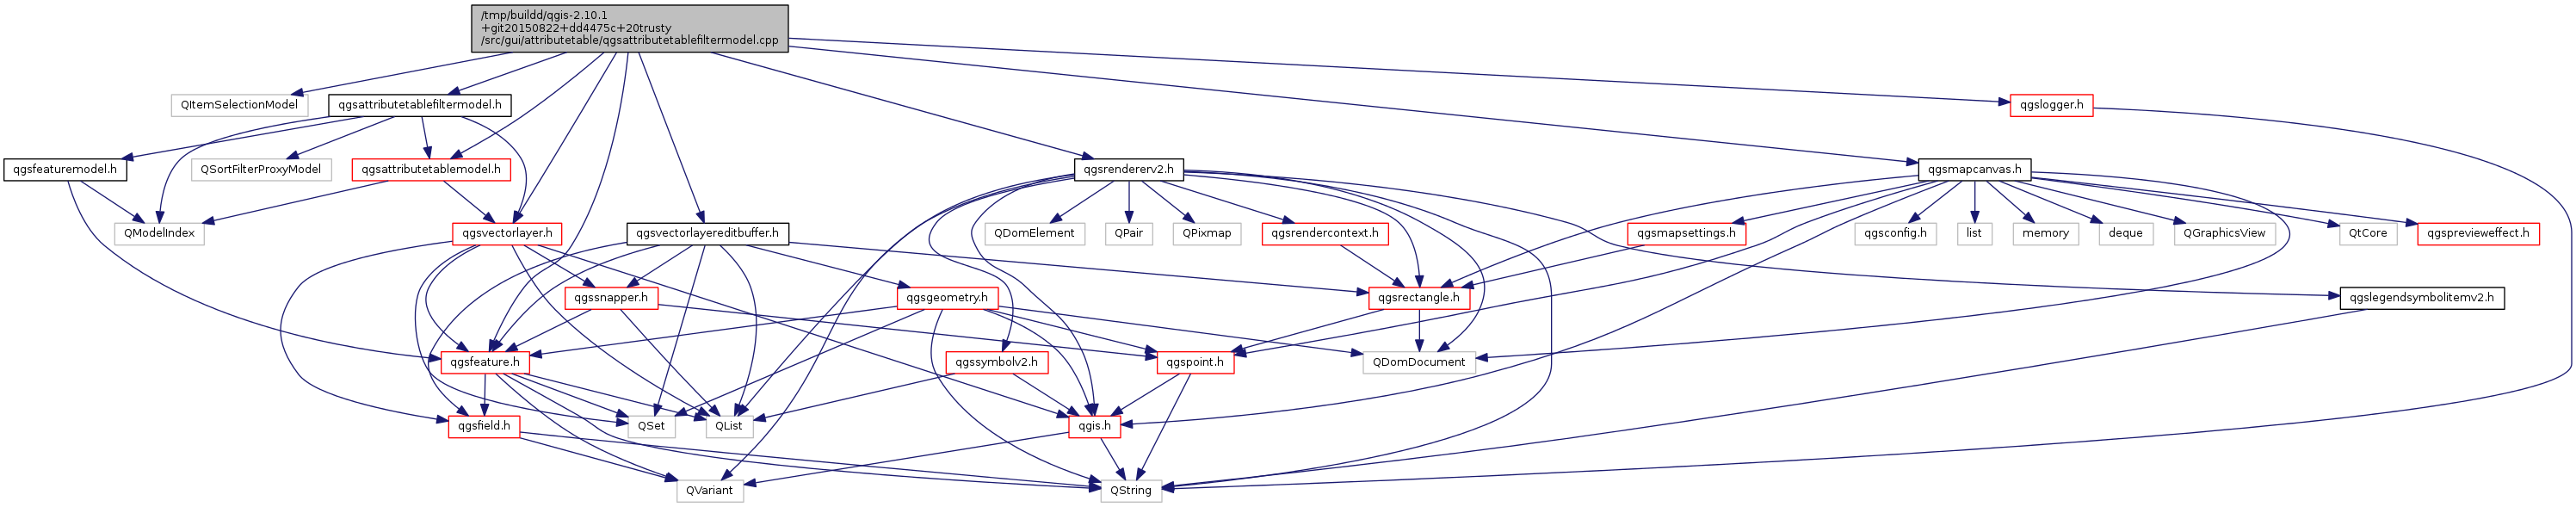 /tmp/buildd/qgis-2.10.1
+git20150822+dd4475c+20trusty
/src/gui/attributetable/qgsattributetablefiltermodel.cpp
QItemSelectionModel
qgsattributetablefiltermodel.h
qgslogger.h
qgsfeaturemodel.h
QSortFilterProxyModel
qgsattributetablemodel.h
qgsrendererv2.h
qgsmapcanvas.h
QModelIndex
qgsvectorlayer.h
qgsvectorlayereditbuffer.h
QDomElement
QPair
QPixmap
qgsrendercontext.h
qgsmapsettings.h
qgsconfig.h
list
memory
deque
QGraphicsView
QtCore
qgsprevieweffect.h
qgssnapper.h
qgsgeometry.h
qgsrectangle.h
qgslegendsymbolitemv2.h
qgsfeature.h
qgssymbolv2.h
qgspoint.h
QDomDocument
qgsfield.h
QSet
QList
qgis.h
QVariant
QString